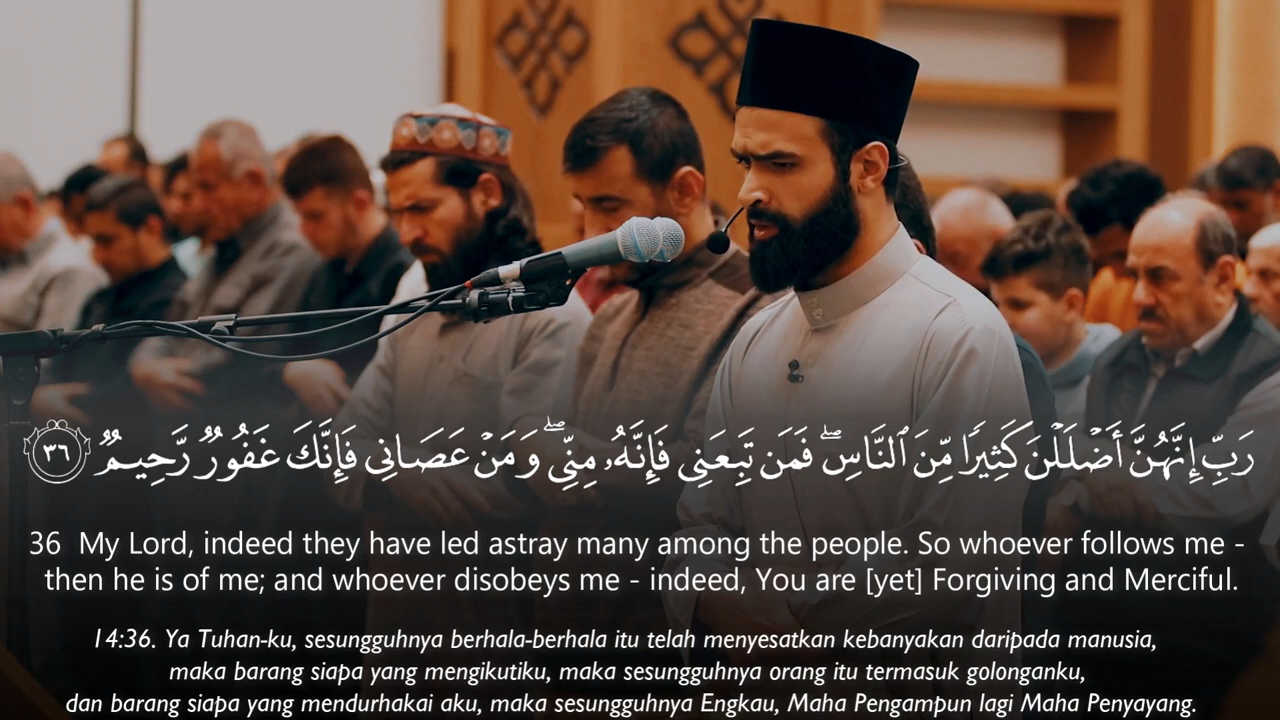 رَبِّ إِنَّهُنَّ أَضْلَلْنَ كَثِيرًا مِّنَ ٱلنَّاسِ ۖ فَمَن تَبِعَنِى فَإِنَّهُۥ مِنِّى ۖ وَمَنْ عَصَانِى فَإِنَّكَ غَفُورٌ رَّحِيمٌ ٣٦
36 My Lord, indeed they have led astray many among the people. So whoever follows me -
then he is of me; and whoever disobeys me - indeed, You are [yet] Forgiving and Merciful.
14:36. Ya Tuhan-ku, sesungguhnya berhala-berhala itu telah menyesatkan kebanyakan daripada manusia,
maka barang siapa yang mengikutiku, maka sesungguhnya orang itu termasuk golonganku,
dan barang siapa yang mendurhakai aku, maka sesungguhnya Engkau, Maha Pengampun lagi Maha Penyayang.